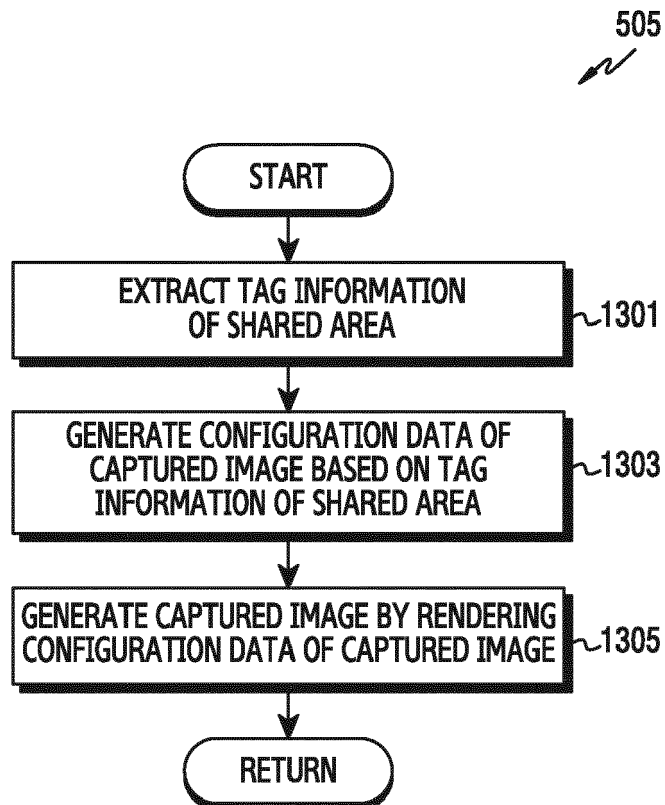 505
START
EXTRACT TAG INFORMATION
OF SHARED AREA
1301
GENERATE CONFIGURATION DATA OF
CAPTURED IMAGE BASED ON TAG
INFORMATION OF SHARED AREA
1303
GENERATE CAPTURED IMAGE BY RENDERING
CONFIGURATION DATA OF CAPTURED IMAGE
1305
RETURN